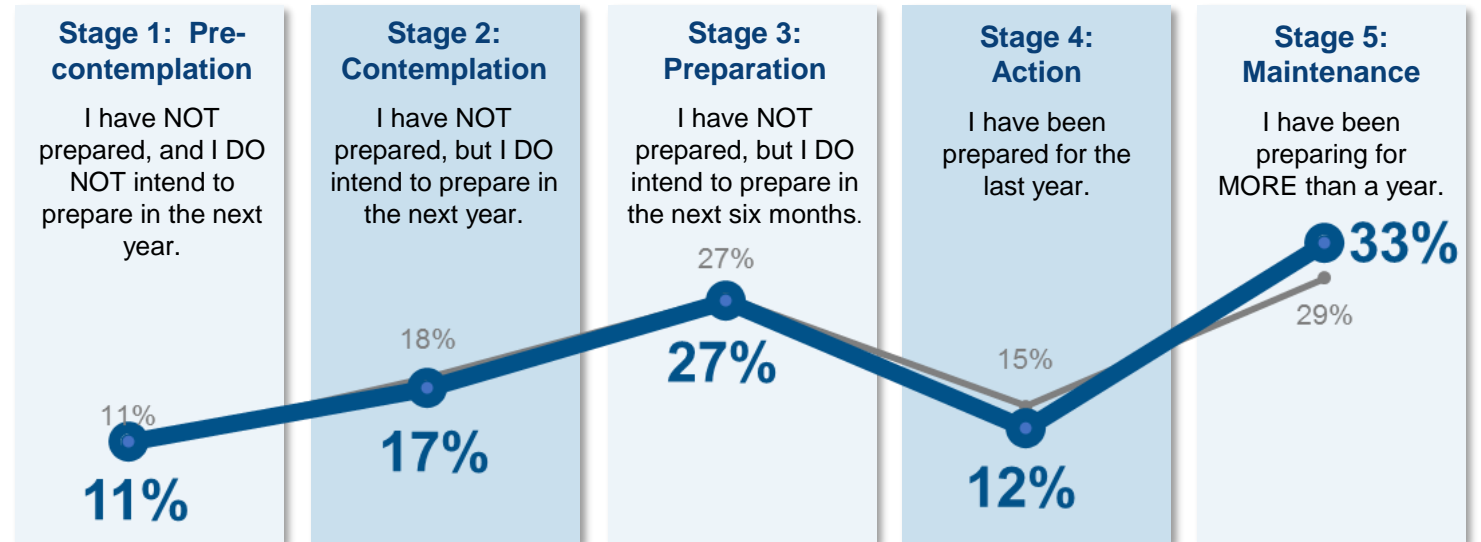 Stage 1:  Pre-
contemplation
I have NOT
prepared, and I DO
NOT intend to
prepare in the next
year.
11%
11%
Stage 2:
Contemplation
I have NOT
prepared, but I DO
intend to prepare in
the next year.
18%
17%
Stage 3:
Preparation
I have NOT
prepared, but I DO
intend to prepare in
the next six months.
27%
27%
Stage 4:
Action
I have been
prepared for the
last year.
15%
12%
Stage 5:
Maintenance
I have been
preparing for
MORE than a year.
33%
29%